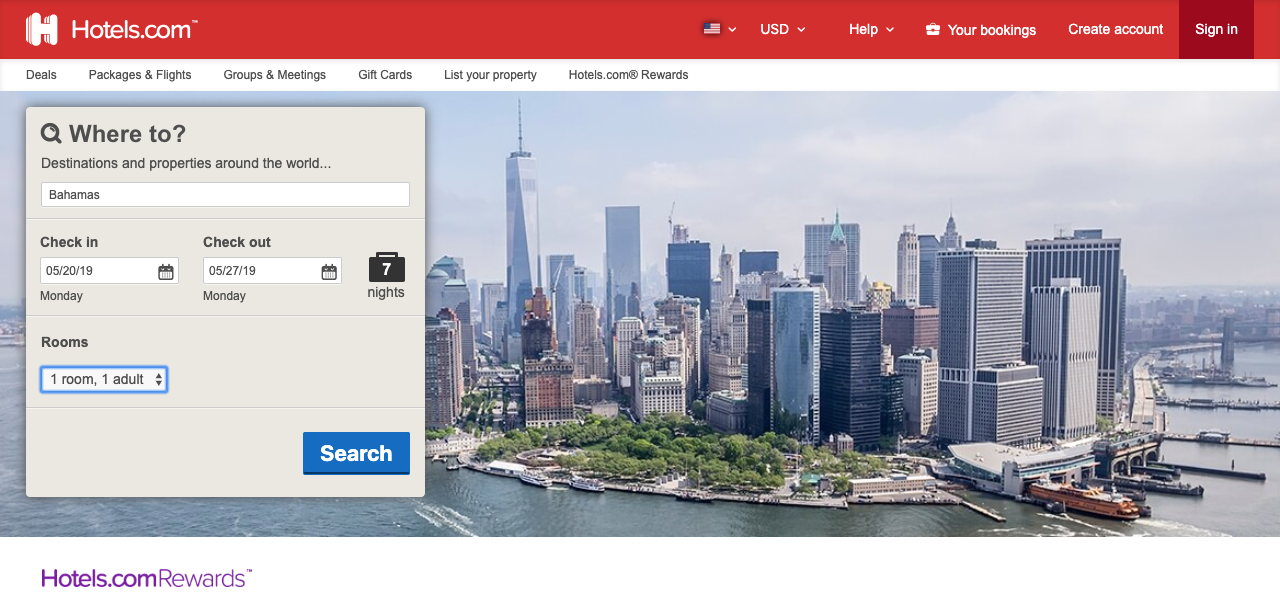 Hotels.com™
USD
Help
Your bookings
Create account
Sign in
Deals
Packages & Flights
Groups & Meetings
Gift Cards
List your property
Hotels.com® Rewards
Where to?
Destinations and properties around the world...
Bahamas
Check in
Check out
05/20/19
05/27/19
7
Monday
Monday
nights
Rooms
1 room, 1 adult
Search
Hotels.com Rewards™